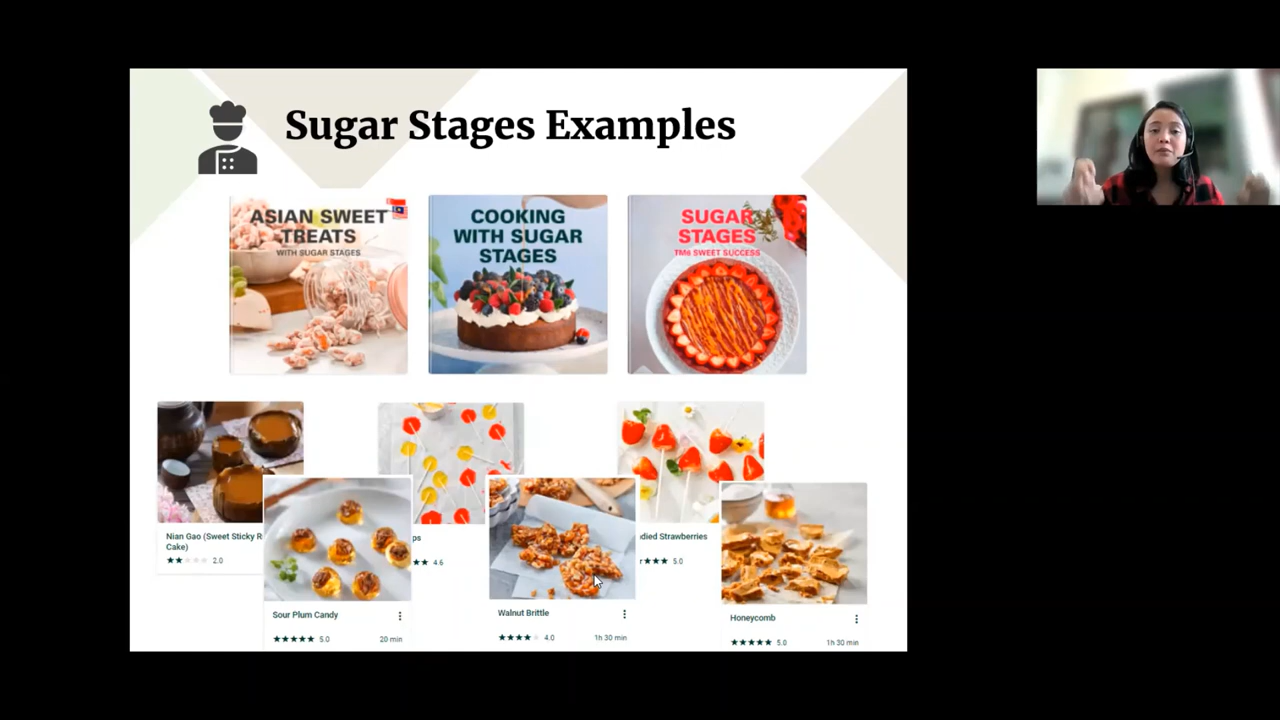 Sugar Stages Examples
ASIAN SWEET
TREATS
WITH SUGAR STAGES
COOKING
WITH SUGAR
STAGES
SUGAR
STAGES
TM6 SWEET SUCCESS
Nian Gao (Sweet Sticky R
Cake)
2.0
ps
4.6
died Strawberries
5.0
Sour Plum Candy
5.0 20 min
Walnut Brittle
4.0 1h 30 min
Honeycomb
5.0 1h 30 min